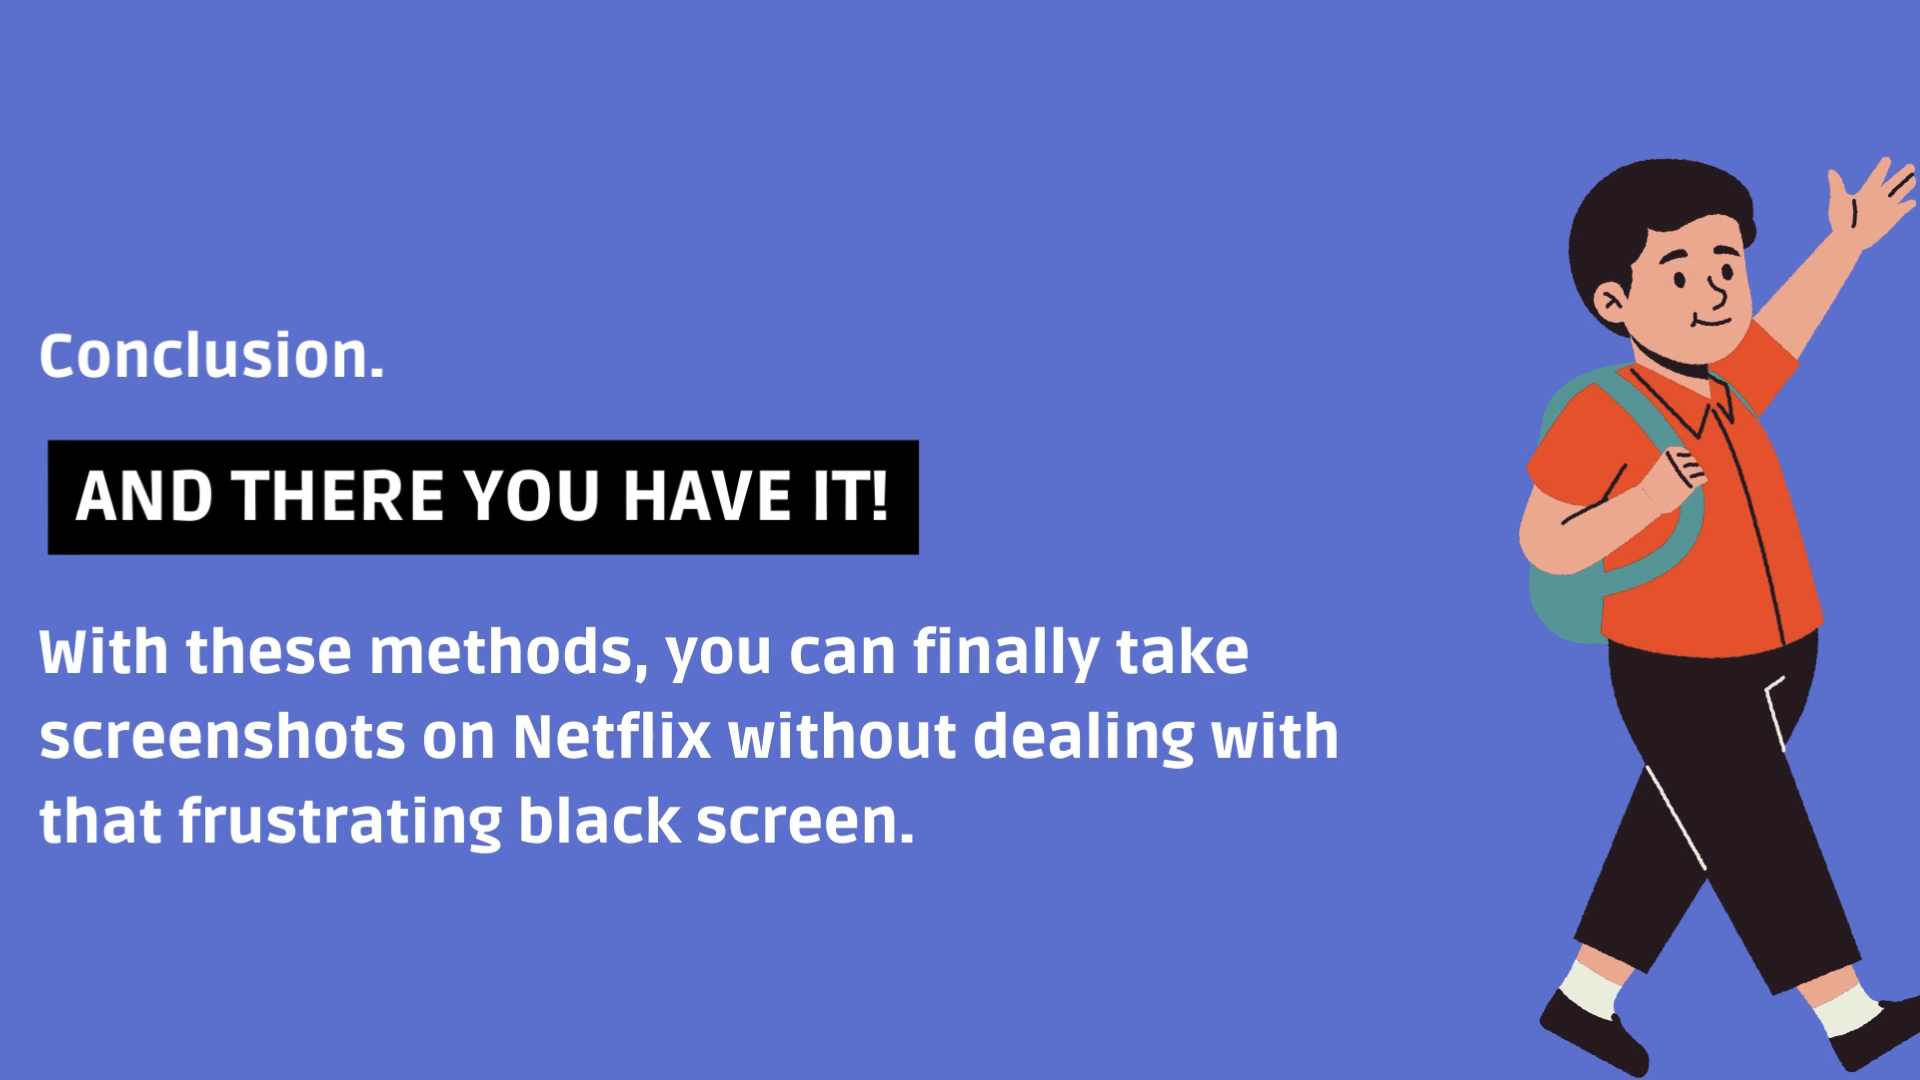 Conclusion.
AND THERE YOU HAVE IT!
With these methods, you can finally take
screenshots on Netflix without dealing with
that frustrating black screen.